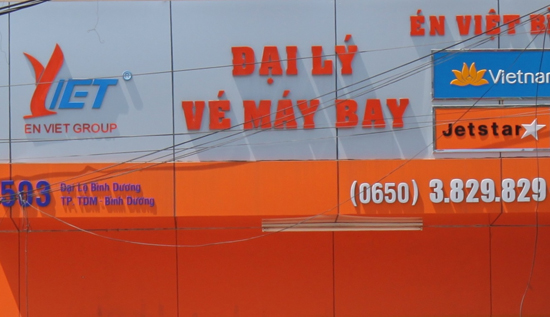 ÉN VIỆT
VIET
EN VIET GROUP
ĐẠI LÝ
VÉ MÁY BAY
Vietnam
Jetstar
503 Đại Lộ Bình Dương
TP. TDM. Bình Dương
(0650) 3.829.829